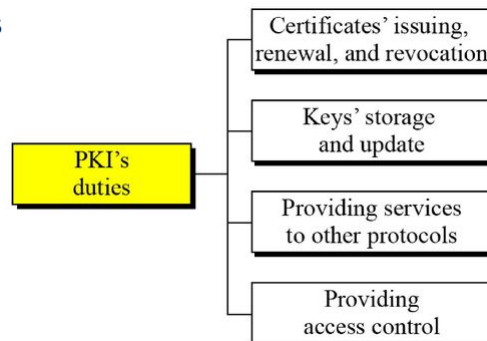 Certificates’ issuing,
renewal, and revocation
Keys’ storage
and update
PKI’s
duties
Providing services
to other protocols
Providing
access control